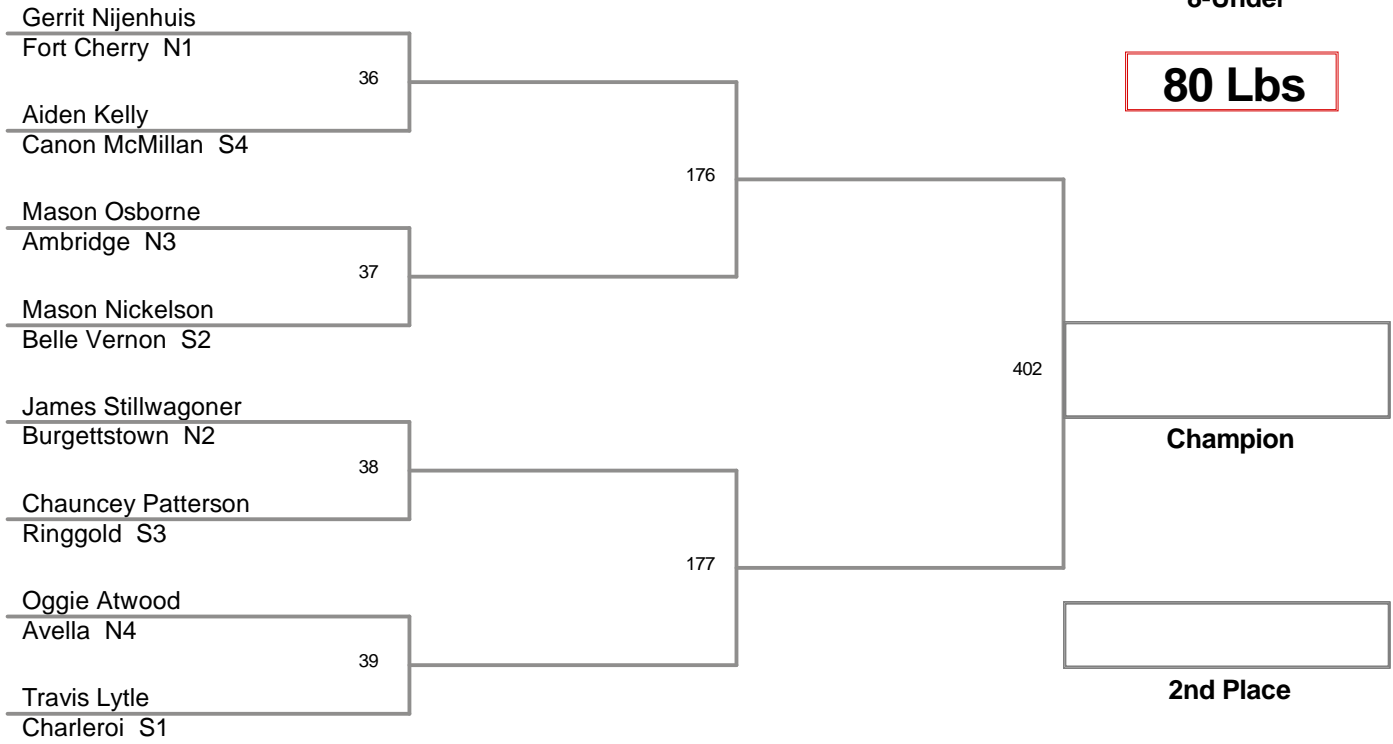 8-Under
80 Lbs
Gerrit Nijenhuis
Fort Cherry N1
36
Aiden Kelly
Canon McMillan S4
176
Mason Osborne
Ambridge N3
37
Mason Nickelson
Belle Vernon S2
402
Champion
James Stillwagoner
Burgettstown N2
38
Chauncey Patterson
Ringgold S3
177
Oggie Atwood
Avella N4
39
Travis Lytle
Charleroi S1
2nd Place